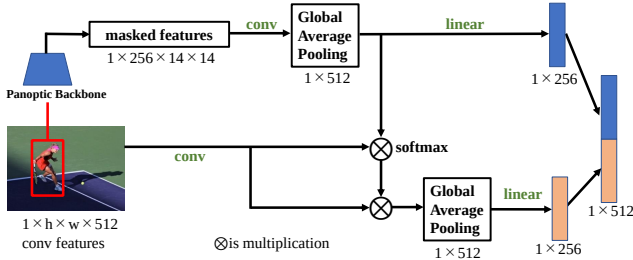 masked features
1×256×14×14
conv
Global
Average
Pooling
1×512
linear
1×256
Panoptic Backbone
conv
softmax
1×h×w×512
conv features
⊗is multiplication
Global
Average
Pooling
1×512
linear
1×256
1×512